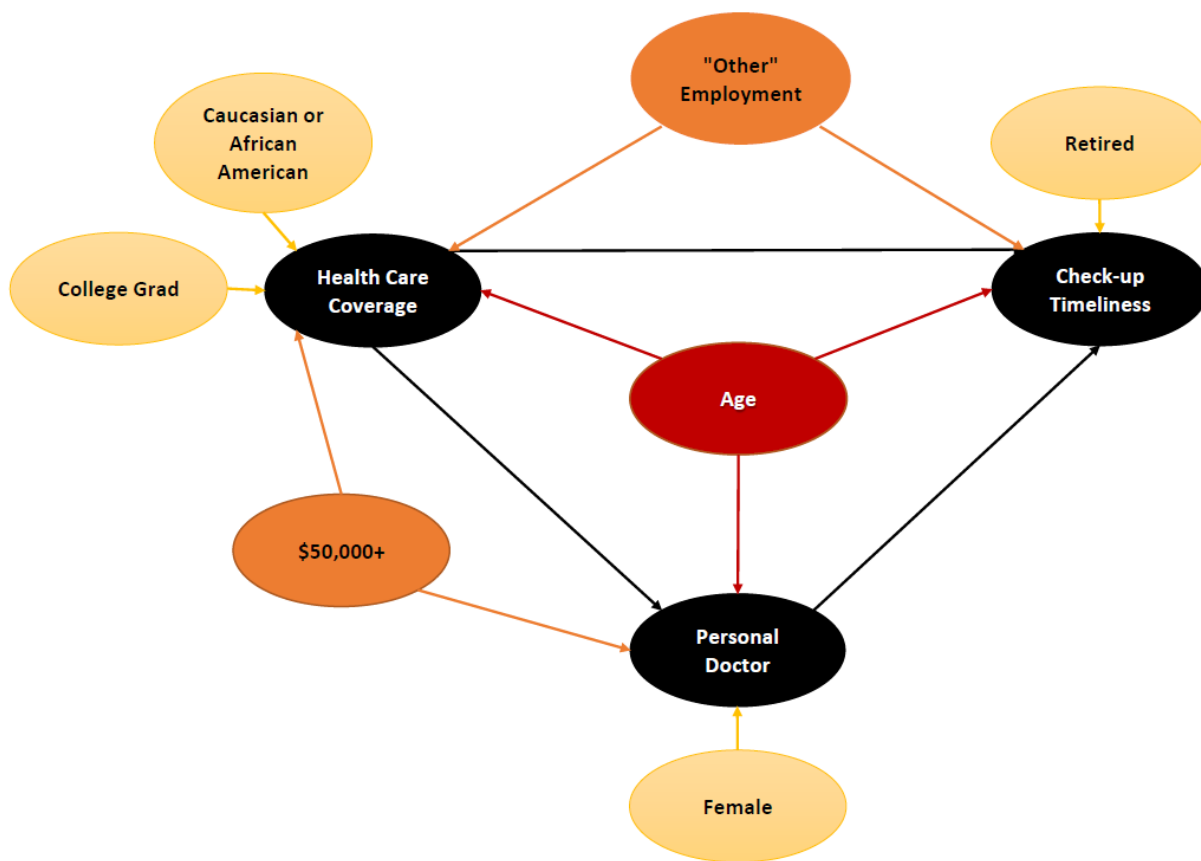 "Other"
Employment
Caucasian or
African
American
Retired
College Grad
Health Care
Coverage
Check-up
Timeliness
Age
$50,000+
Personal
Doctor
Female